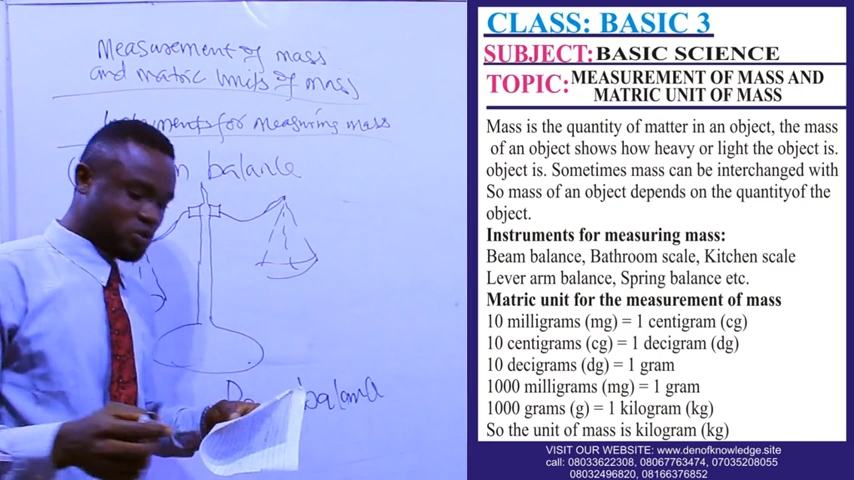 Measurement of mass
and matric Units of mass
Instruments for measuring mass
balance
balance
CLASS: BASIC 3
SUBJECT: BASIC SCIENCE
TOPIC: MEASUREMENT OF MASS AND
MATRIC UNIT OF MASS
Mass is the quantity of matter in an object, the mass
of an object shows how heavy or light the object is.
object is. Sometimes mass can be interchanged with
So mass of an object depends on the quantityof the
object.
Instruments for measuring mass:
Beam balance, Bathroom scale, Kitchen scale
Lever arm balance, Spring balance etc.
Matric unit for the measurement of mass
10 milligrams (mg) = 1 centigram (cg)
10 centigrams (cg) = 1 decigram (dg)
10 decigrams (dg) = 1 gram
1000 milligrams (mg) = 1 gram
1000 grams (g) = 1 kilogram (kg)
So the unit of mass is kilogram (kg)
VISIT OUR WEBSITE: www.denofknowledge.site
call: 08033622308, 08067763474, 07035208055
08032496820, 08166376852